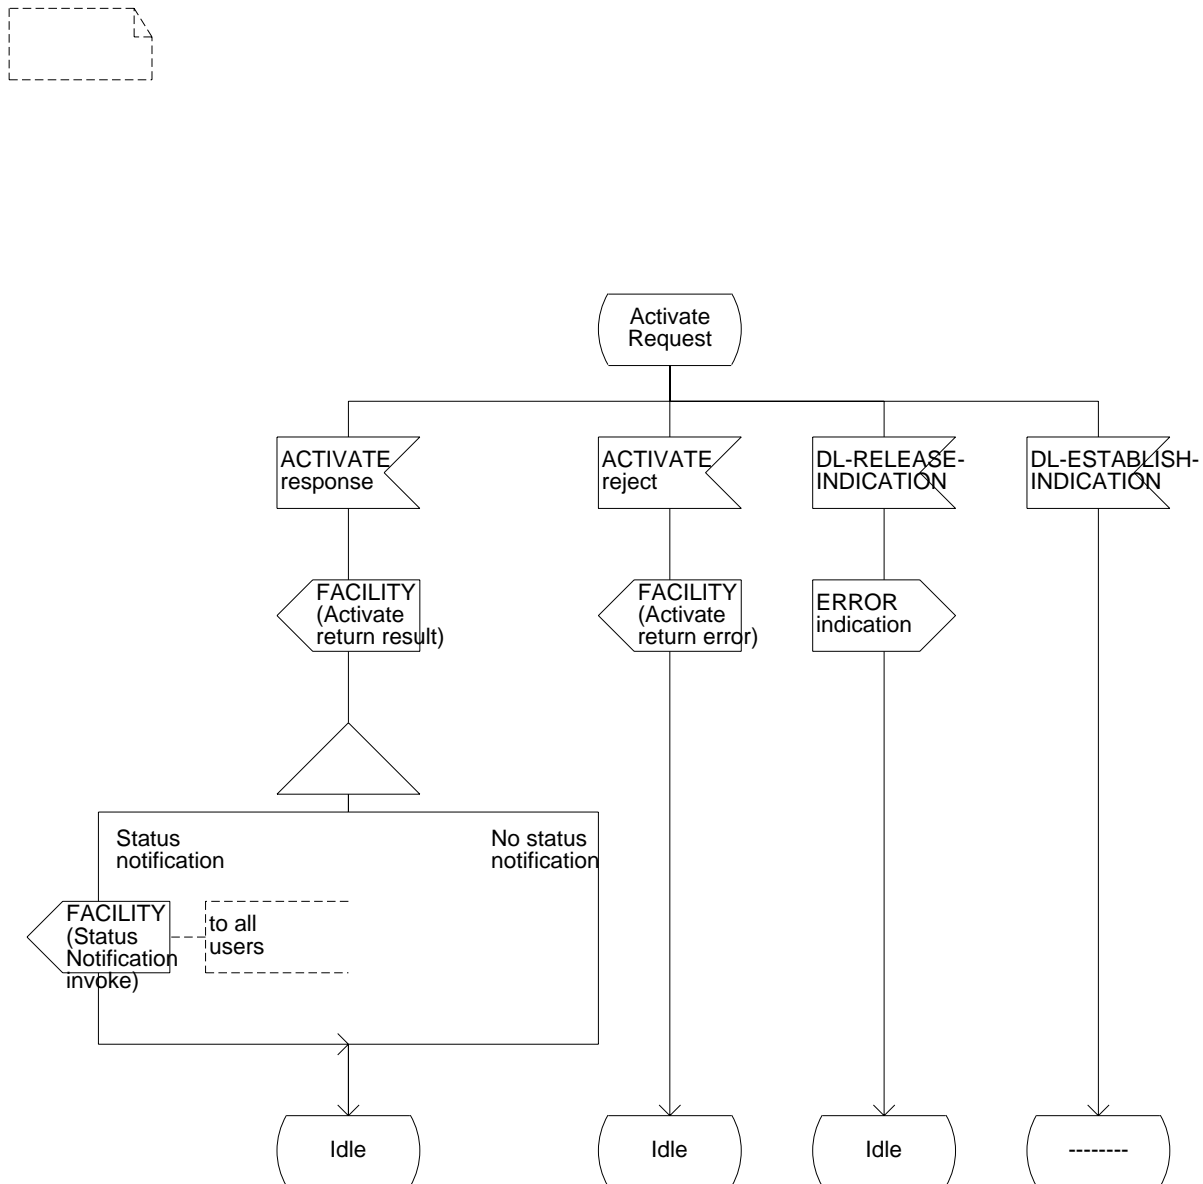 Activate
Request
ACTIVATE
response
ACTIVATE
reject
DL-RELEASE-
INDICATION
DL-ESTABLISH-
INDICATION
FACILITY
(Activate
return result)
FACILITY
(Activate
return error)
ERROR
indication
Status
notification
No status
notification
FACILITY
(Status
Notification
invoke)
to all
users
Idle
Idle
Idle
--------